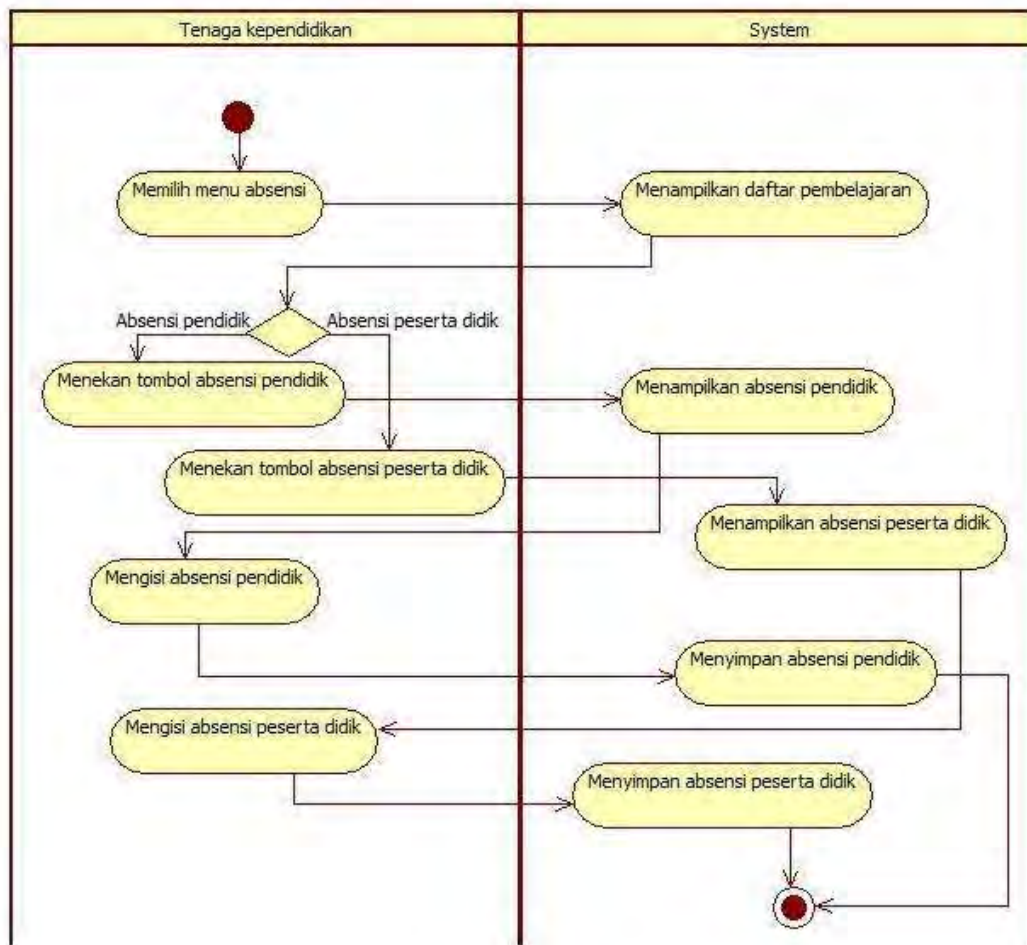 Tenaga kependidikan
System
Memilih menu absensi
Menampilkan daftar pembelajaran
Absensi pendidik
Absensi peserta didik
Menekan tombol absensi pendidik
Menampilkan absensi pendidik
Menekan tombol absensi peserta didik
Menampilkan absensi peserta didik
Mengisi absensi pendidik
Menyimpan absensi pendidik
Mengisi absensi peserta didik
Menyimpan absensi peserta didik